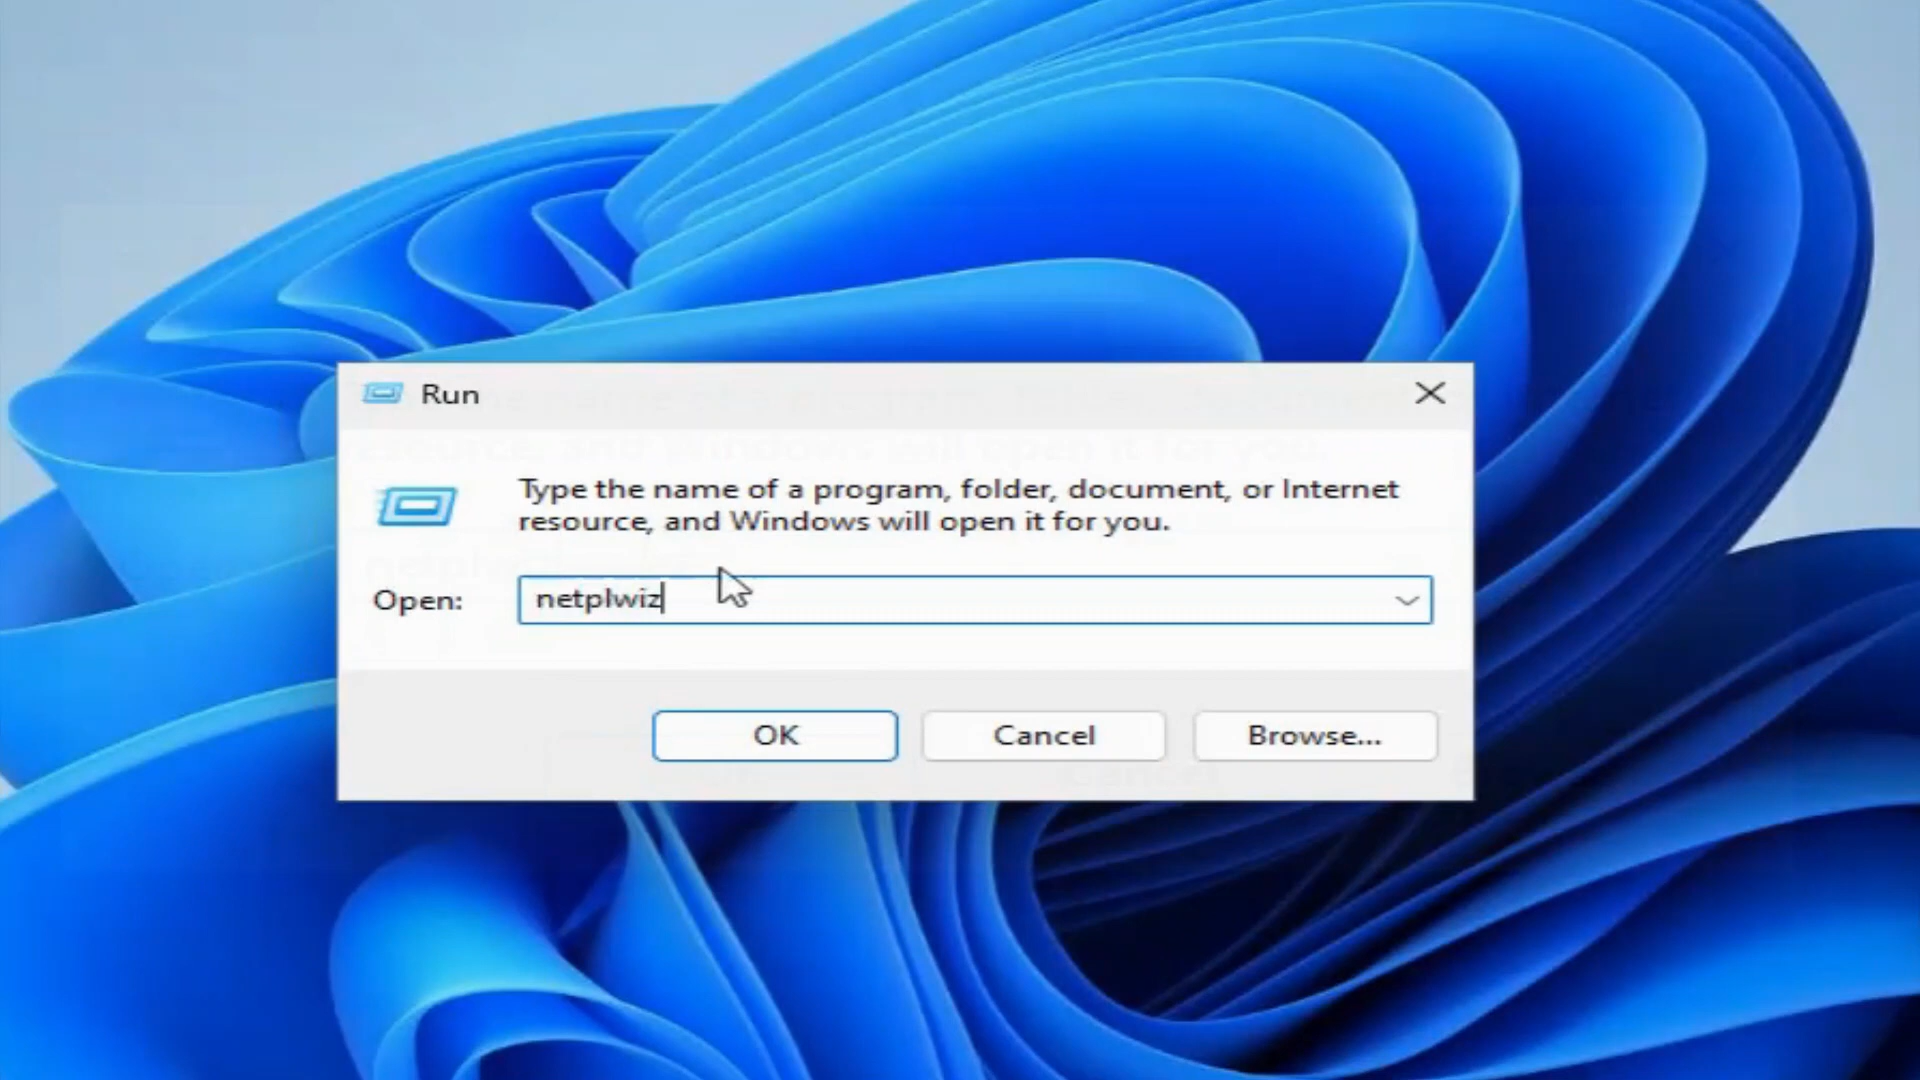 Run
Type the name of a program, folder, document, or Internet
resource, and Windows will open it for you.
Open: netplwiz
OK Cancel Browse...